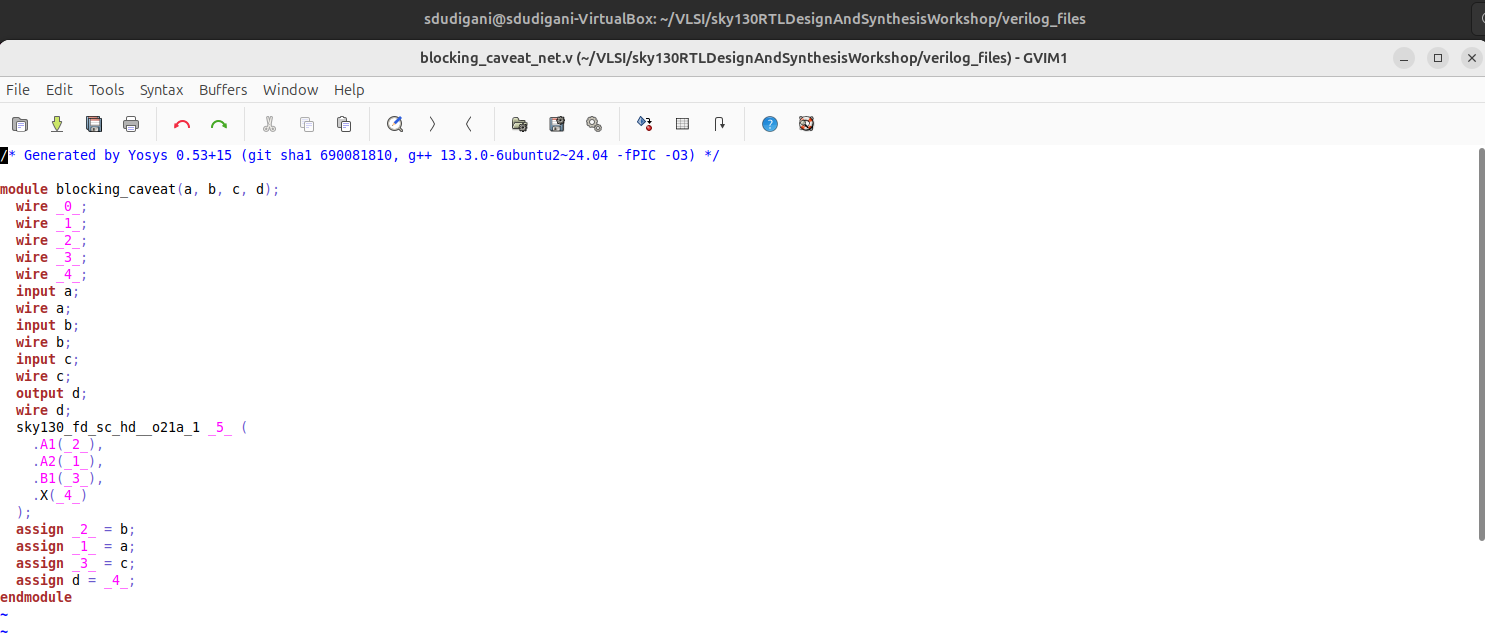 sdudigani@sdudigani-VirtualBox: ~/VLSI/sky130RTLDesignAndSynthesisWorkshop/verilog_files
blocking_caveat_net.v (~/VLSI/sky130RTLDesignAndSynthesisWorkshop/verilog_files) - GVIM1
File Edit Tools Syntax Buffers Window Help
/* Generated by Yosys 0.53+15 (git sha1 690081810, g++ 13.3.0-6ubuntu2~24.04 -fPIC -O3) */
module blocking_caveat(a, b, c, d);
  wire _0_;
  wire _1_;
  wire _2_;
  wire _3_;
  wire _4_;
  input a;
  wire a;
  input b;
  wire b;
  input c;
  wire c;
  output d;
  wire d;
  sky130_fd_sc_hd__o21a_1 _5_ (
    .A1(_2_),
    .A2(_1_),
    .B1(_3_),
    .X(_4_)
  );
  assign _2_ = b;
  assign _1_ = a;
  assign _3_ = c;
  assign d = _4_;
endmodule
~
~